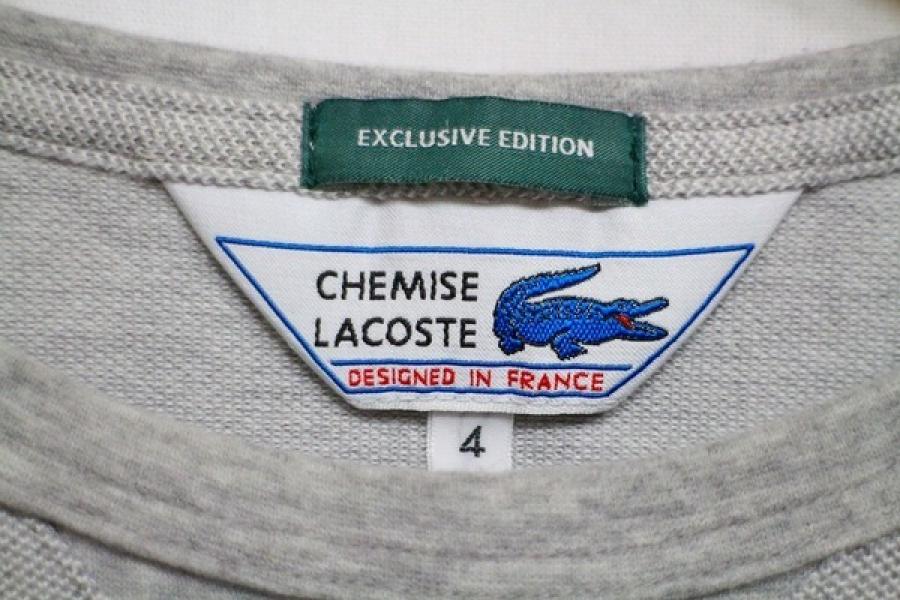 EXCLUSIVE EDITION
CHEMISE
LACOSTE
DESIGNED IN FRANCE
4